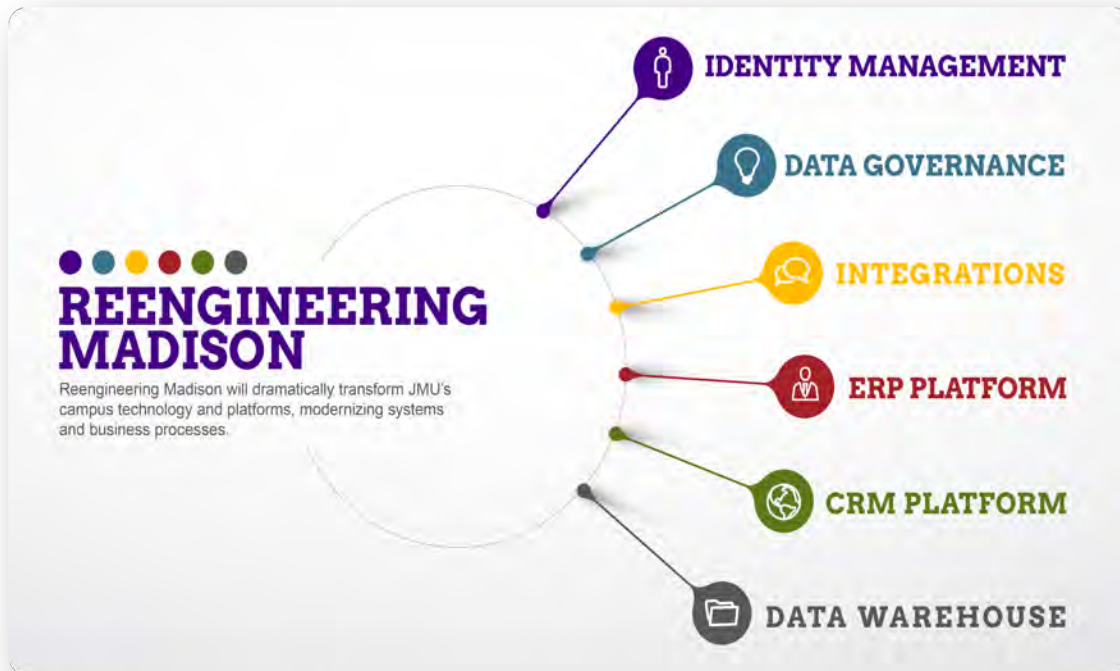 REENGINEERING
MADISON
Reengineering Madison will dramatically transform JMU's
campus technology and platforms, modernizing systems
and business processes.
IDENTITY MANAGEMENT
DATA GOVERNANCE
INTEGRATIONS
ERP PLATFORM
CRM PLATFORM
DATA WAREHOUSE